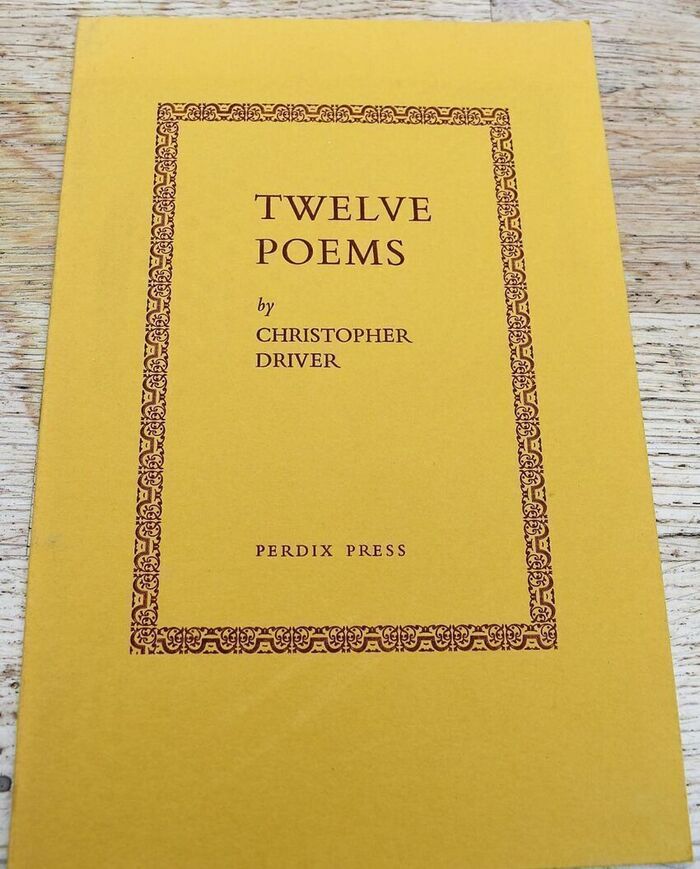 TWELVE
POEMS
by
CHRISTOPHER
DRIVER
PERDIX PRESS